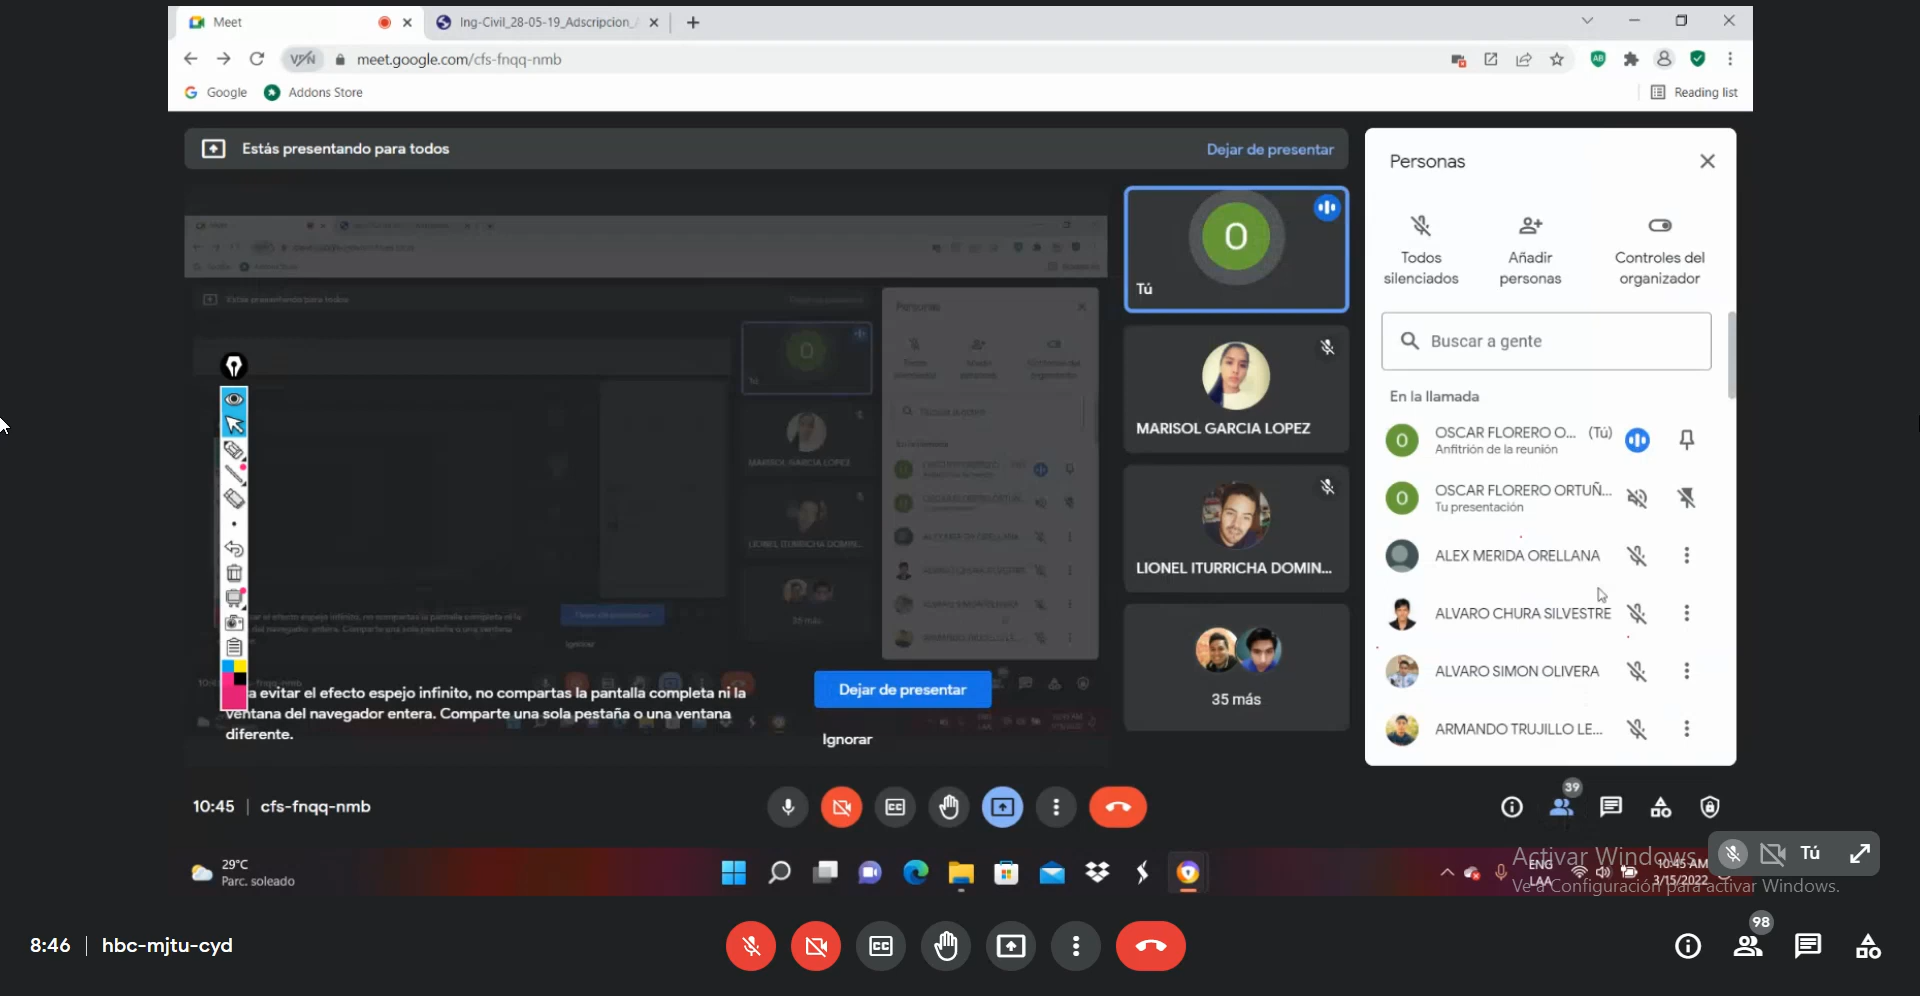 Meet
Ing-Civil_28-05-19_Adscripcion_
VPN
meet.google.com/cfs-fnqq-nmb
Google
Addons Store
Reading list
Estás presentando para todos
Dejar de presentar
Personas
Todos
silenciados
Añadir
personas
Controles del
organizador
Buscar a gente
En la llamada
O
OSCAR FLORERO O... (Tú)
Anfitrión de la reunión
O
OSCAR FLORERO ORTUÑ...
Tu presentación
ALEX MERIDA ORELLANA
ALVARO CHURA SILVESTRE
ALVARO SIMON OLIVERA
ARMANDO TRUJILLO LE...
O
Tú
MARISOL GARCIA LOPEZ
LIONEL ITURRICHA DOMIN...
35 más
a evitar el efecto espejo infinito, no compartas la pantalla completa ni la
ventana del navegador entera. Comparte una sola pestaña o una ventana
diferente.
Dejar de presentar
Ignorar
10:45 | cfs-fnqq-nmb
39
29°C
Parc. soleado
ENG
LAA
10:45 AM
3/15/2022
Activar Windows
Ve a Configuración para activar Windows.
Tú
8:46 | hbc-mjtu-cyd
98